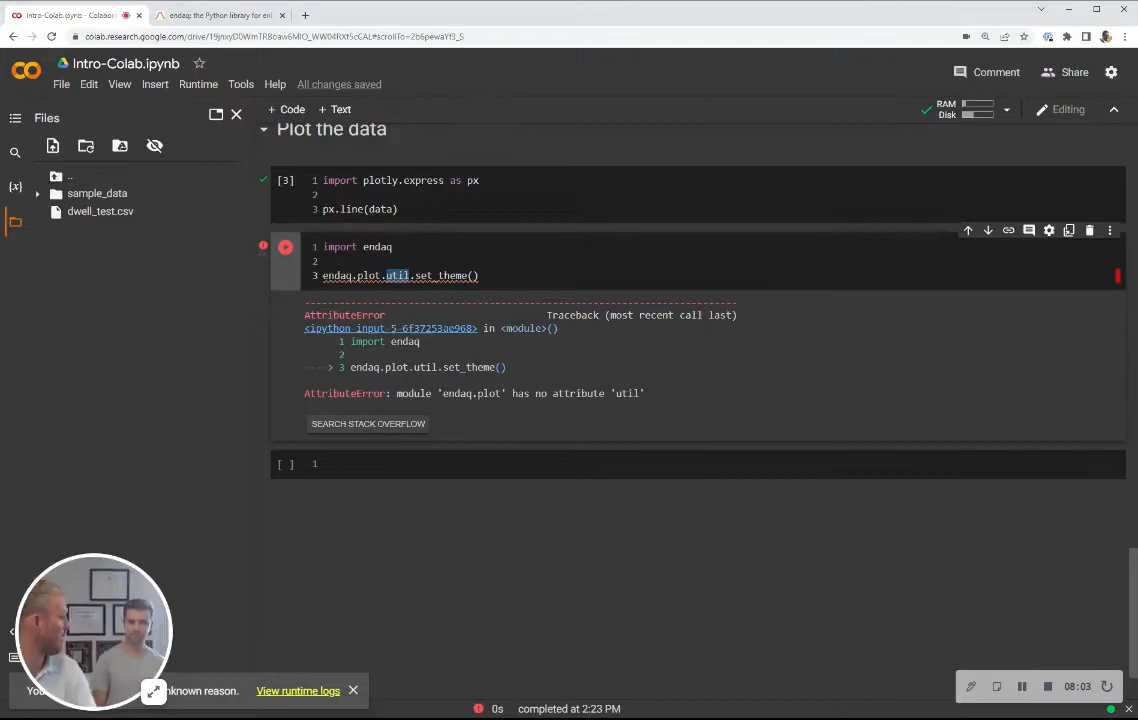 Intro-Colab.ipynb - Colabora
endaq: the Python library for enl
colab.research.google.com/drive/
Intro-Colab.ipynb
Comment
Share
File Edit View Insert Runtime Tools Help All changes saved
Files
+ Code + Text
RAM
Disk
Editing
Plot the data
..
sample_data
dwell_test.csv
[3]
1 import plotly.express as px
2
3 px.line(data)
1 import endaq
2
3 endaq.plot.util.set_theme()
AttributeError Traceback (most recent call last)
<ipython-input-5-6f37253ae968> in <module>()
1 import endaq
2
----> 3 endaq.plot.util.set_theme()
AttributeError: module 'endaq.plot' has no attribute 'util'
SEARCH STACK OVERFLOW
[ ] 1
nknown reason.
View runtime logs
08:03
0s completed at 2:23 PM